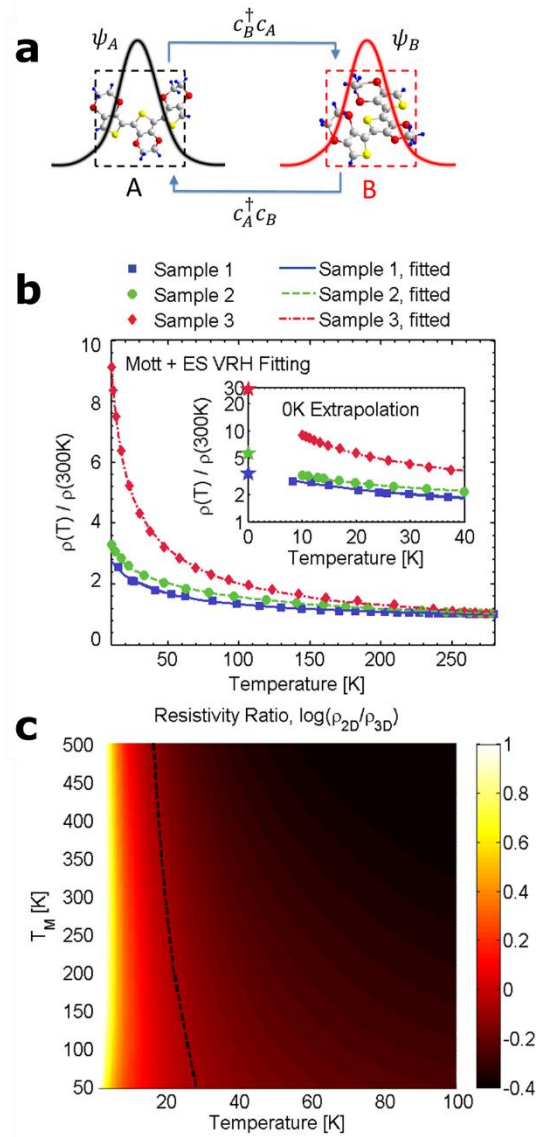 a
ψ_A
c_B^† c_A
ψ_B
A
B
c_A^† c_B
b
Sample 1
Sample 1, fitted
Sample 2
Sample 2, fitted
Sample 3
Sample 3, fitted
Mott + ES VRH Fitting
ρ(T) / ρ(300K)
10
8
6
4
2
0
50 100 150 200 250
Temperature [K]
0K Extrapolation
ρ(T) / ρ(300K)
30
20
10
5
3
2
1
0 10 20 30 40
Temperature [K]
c
Resistivity Ratio, log(ρ_2D/ρ_3D)
T_M [K]
500
450
400
350
300
250
200
150
100
50
20 40 60 80 100
Temperature [K]
1
0.8
0.6
0.4
0.2
0
-0.2
-0.4